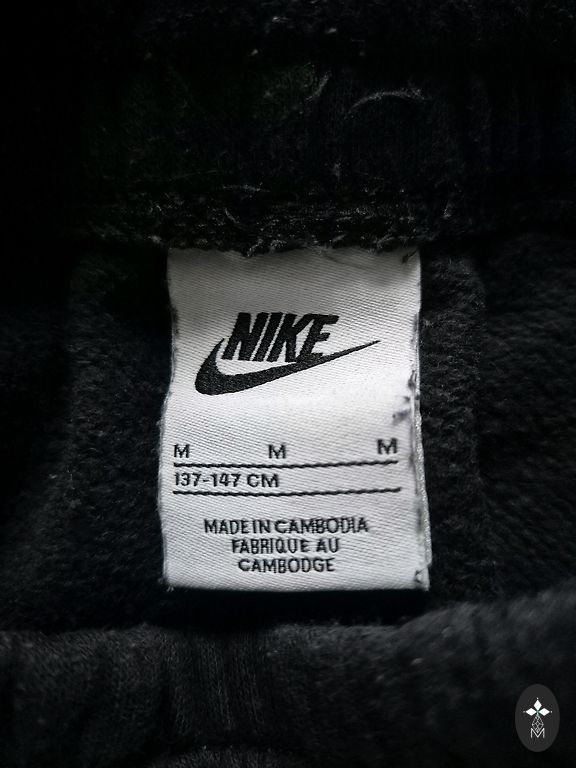 NIKE
M M M
137-147 CM
MADE IN CAMBODIA
FABRIQUE AU
CAMBODGE
M